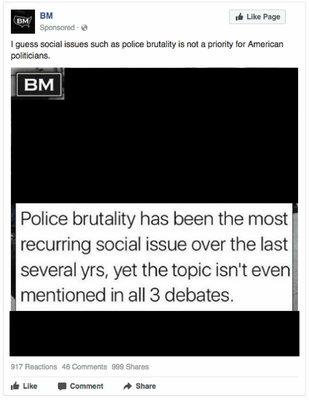 BM
BM
Like Page
Sponsored ·
I guess social issues such as police brutality is not a priority for American
politicians.
BM
Police brutality has been the most
recurring social issue over the last
several yrs, yet the topic isn't even
mentioned in all 3 debates.
917 Reactions 46 Comments 999 Shares
Like Comment Share